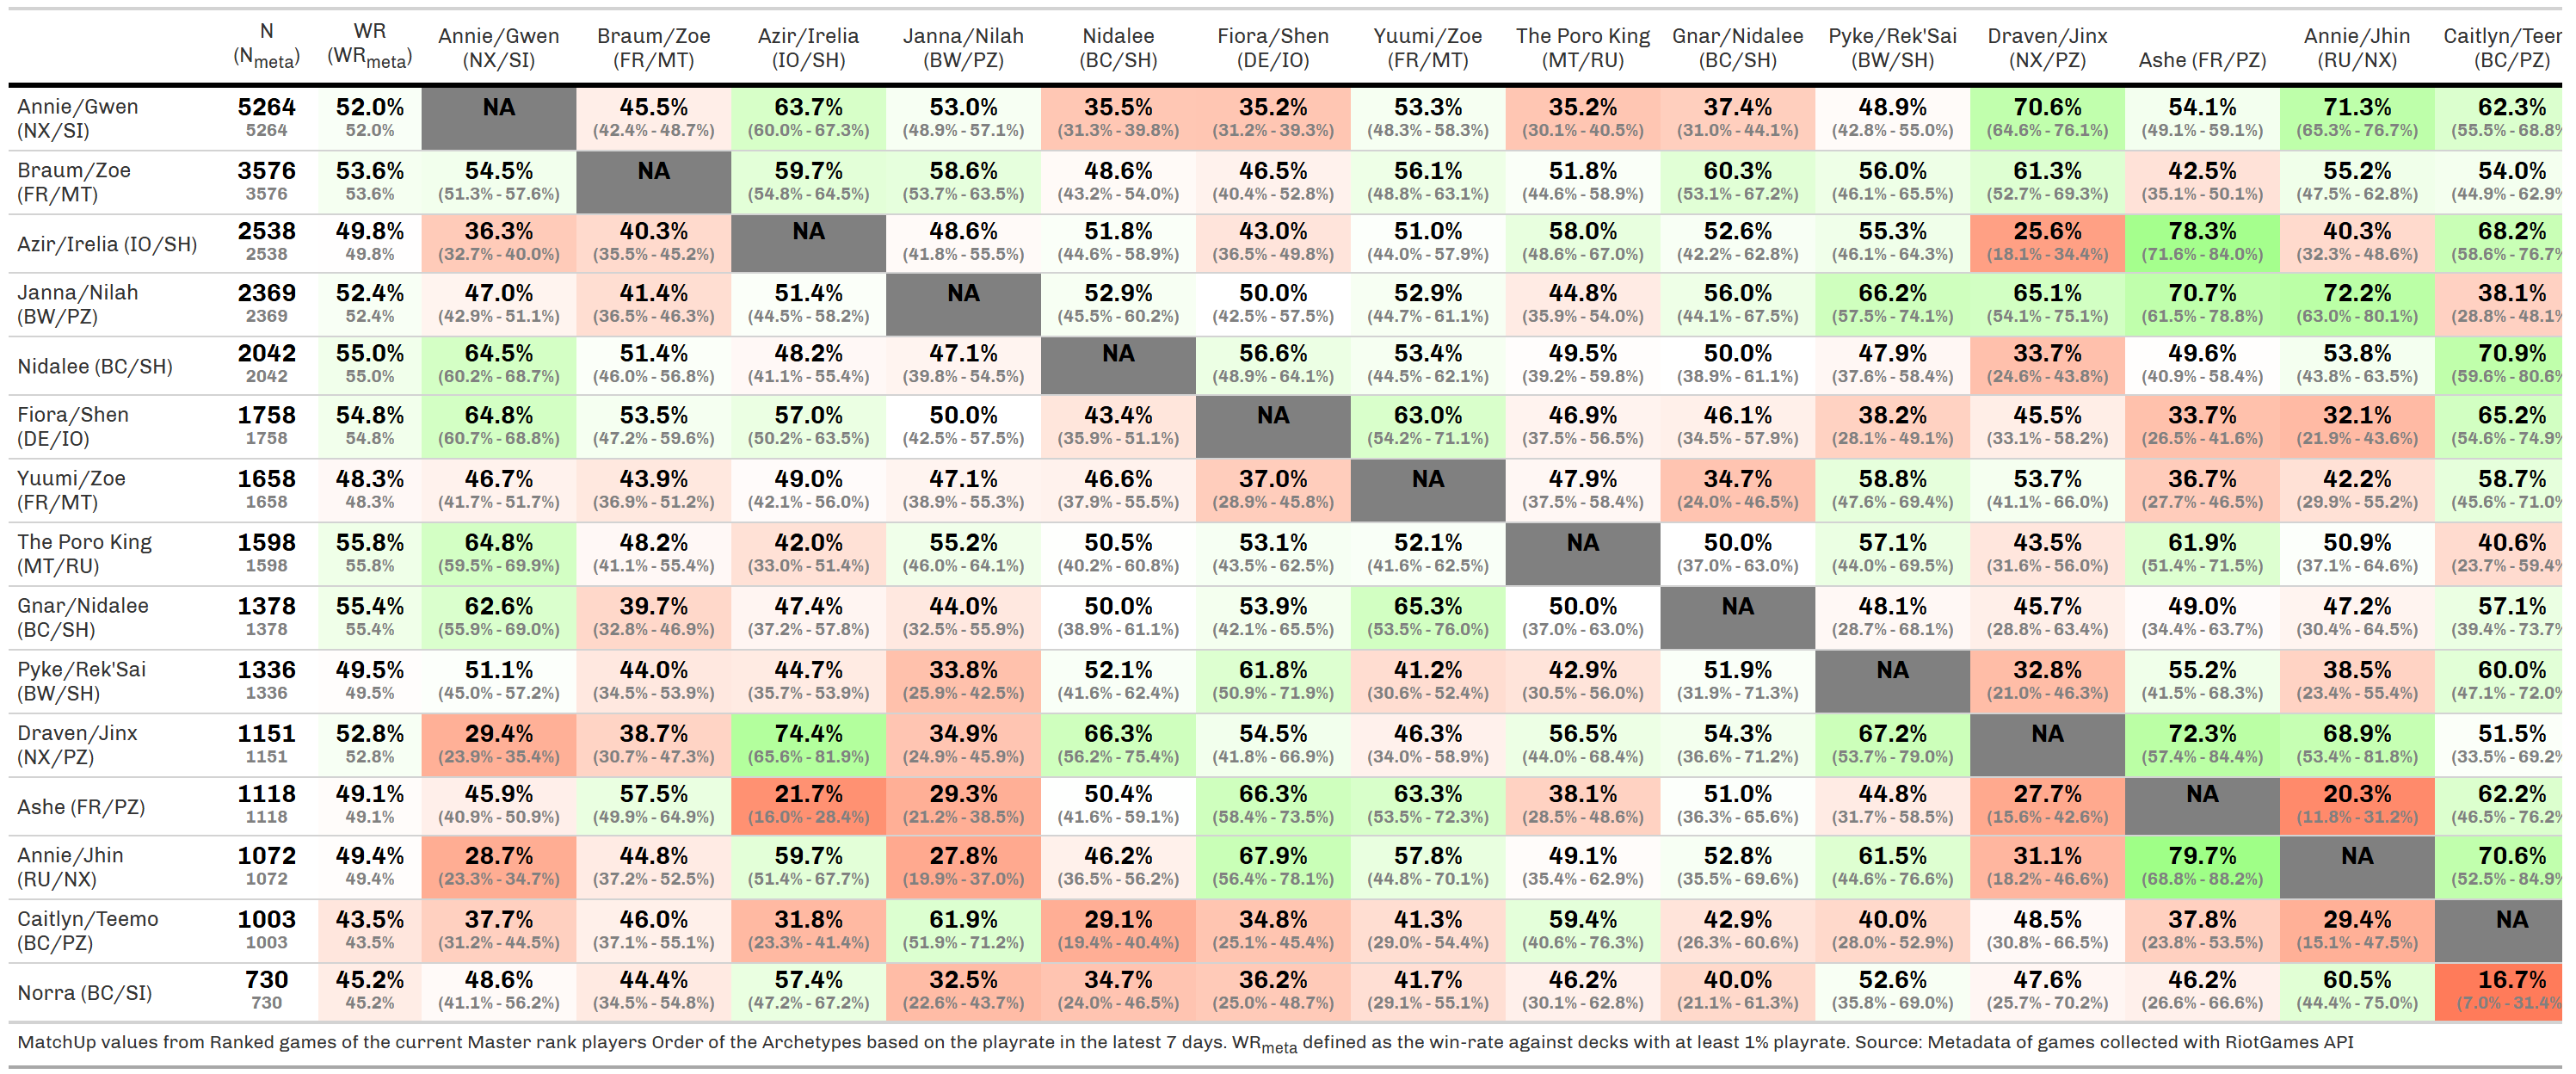 N WR Annie/Gwen Braum/Zoe Azir/Irelia Janna/Nilah Nidalee Fiora/Shen Yuumi/Zoe The Poro King Gnar/Nidalee Pyke/Rek'Sai Draven/Jinx Annie/Jhin Caitlyn/Teer
(Nmeta) (WRmeta) (NX/SI) (FR/MT) (IO/SH) (BW/PZ) (BC/SH) (DE/IO) (FR/MT) (MT/RU) (BC/SH) (BW/SH) (NX/PZ) Ashe (FR/PZ) (RU/NX) (BC/PZ)
Annie/Gwen 5264 52.0% NA 45.5% 63.7% 53.0% 35.5% 35.2% 53.3% 35.2% 37.4% 48.9% 70.6% 54.1% 71.3% 62.3%
(NX/SI) 5264 52.0% (42.4% - 48.7%) (60.0% - 67.3%) (48.9% - 57.1%) (31.3% - 39.8%) (31.2% - 39.3%) (48.3% - 58.3%) (30.1% - 40.5%) (31.0% - 44.1%) (42.8% - 55.0%) (64.6% - 76.1%) (49.1% - 59.1%) (65.3% - 76.7%) (55.5% - 68.8%
Braum/Zoe 3576 53.6% 54.5% NA 59.7% 58.6% 48.6% 46.5% 56.1% 51.8% 60.3% 56.0% 61.3% 42.5% 55.2% 54.0%
(FR/MT) 3576 53.6% (51.3% - 57.6%) (54.8% - 64.5%) (53.7% - 63.5%) (43.2% - 54.0%) (40.4% - 52.8%) (48.8% - 63.1%) (44.6% - 58.9%) (53.1% - 67.2%) (46.1% - 65.5%) (52.7% - 69.3%) (35.1% - 50.1%) (47.5% - 62.8%) (44.9% - 62.9%
Azir/Irelia (IO/SH) 2538 49.8% 36.3% 40.3% NA 48.6% 51.8% 43.0% 51.0% 58.0% 52.6% 55.3% 25.6% 78.3% 40.3% 68.2%
2538 49.8% (32.7% - 40.0%) (35.5% - 45.2%) (41.8% - 55.5%) (44.6% - 58.9%) (36.5% - 49.8%) (44.0% - 57.9%) (48.6% - 67.0%) (42.2% - 62.8%) (46.1% - 64.3%) (18.1% - 34.4%) (71.6% - 84.0%) (32.3% - 48.6%) (58.6% - 76.7%
Janna/Nilah 2369 52.4% 47.0% 41.4% 51.4% NA 52.9% 50.0% 52.9% 44.8% 56.0% 66.2% 65.1% 70.7% 72.2% 38.1%
(BW/PZ) 2369 52.4% (42.9% - 51.1%) (36.5% - 46.3%) (44.5% - 58.2%) (45.5% - 60.2%) (42.5% - 57.5%) (44.7% - 61.1%) (35.9% - 54.0%) (44.1% - 67.5%) (57.5% - 74.1%) (54.1% - 75.1%) (61.5% - 78.8%) (63.0% - 80.1%) (28.8% - 48.1%
Nidalee (BC/SH) 2042 55.0% 64.5% 51.4% 48.2% 47.1% NA 56.6% 53.4% 49.5% 50.0% 47.9% 33.7% 49.6% 53.8% 70.9%
2042 55.0% (60.2% - 68.7%) (46.0% - 56.8%) (41.1% - 55.4%) (39.8% - 54.5%) (48.9% - 64.1%) (44.5% - 62.1%) (39.2% - 59.8%) (38.9% - 61.1%) (37.6% - 58.4%) (24.6% - 43.8%) (40.9% - 58.4%) (43.8% - 63.5%) (59.6% - 80.6%
Fiora/Shen 1758 54.8% 64.8% 53.5% 57.0% 50.0% 43.4% NA 63.0% 46.9% 46.1% 38.2% 45.5% 33.7% 32.1% 65.2%
(DE/IO) 1758 54.8% (60.7% - 68.8%) (47.2% - 59.6%) (50.2% - 63.5%) (42.5% - 57.5%) (35.9% - 51.1%) (54.2% - 71.1%) (37.5% - 56.5%) (34.5% - 57.9%) (28.1% - 49.1%) (33.1% - 58.2%) (26.5% - 41.6%) (21.9% - 43.6%) (54.6% - 74.9%
Yuumi/Zoe 1658 48.3% 46.7% 43.9% 49.0% 47.1% 46.6% 37.0% NA 47.9% 34.7% 58.8% 53.7% 36.7% 42.2% 58.7%
(FR/MT) 1658 48.3% (41.7% - 51.7%) (36.9% - 51.2%) (42.1% - 56.0%) (38.9% - 55.3%) (37.9% - 55.5%) (28.9% - 45.8%) (37.5% - 58.4%) (24.0% - 46.5%) (47.6% - 69.4%) (41.1% - 66.0%) (27.7% - 46.5%) (29.9% - 55.2%) (45.6% - 71.0%
The Poro King 1598 55.8% 64.8% 48.2% 42.0% 55.2% 50.5% 53.1% 52.1% NA 50.0% 57.1% 43.5% 61.9% 50.9% 40.6%
(MT/RU) 1598 55.8% (59.5% - 69.9%) (41.1% - 55.4%) (33.0% - 51.4%) (46.0% - 64.1%) (40.2% - 60.8%) (43.5% - 62.5%) (41.6% - 62.5%) (37.0% - 63.0%) (44.0% - 69.5%) (31.6% - 56.0%) (51.4% - 71.5%) (37.1% - 64.6%) (23.7% - 59.4%
Gnar/Nidalee 1378 55.4% 62.6% 39.7% 47.4% 44.0% 50.0% 53.9% 65.3% 50.0% NA 48.1% 45.7% 49.0% 47.2% 57.1%
(BC/SH) 1378 55.4% (55.9% - 69.0%) (32.8% - 46.9%) (37.2% - 57.8%) (32.5% - 55.9%) (38.9% - 61.1%) (42.1% - 65.5%) (53.5% - 76.0%) (37.0% - 63.0%) (28.7% - 68.1%) (28.8% - 63.4%) (34.4% - 63.7%) (30.4% - 64.5%) (39.4% - 73.7%
Pyke/Rek'Sai 1336 49.5% 51.1% 44.0% 44.7% 33.8% 52.1% 61.8% 41.2% 42.9% 51.9% NA 32.8% 55.2% 38.5% 60.0%
(BW/SH) 1336 49.5% (45.0% - 57.2%) (34.5% - 53.9%) (35.7% - 53.9%) (25.9% - 42.5%) (41.6% - 62.4%) (50.9% - 71.9%) (30.6% - 52.4%) (30.5% - 56.0%) (31.9% - 71.3%) (21.0% - 46.3%) (41.5% - 68.3%) (23.4% - 55.4%) (47.1% - 72.0%
Draven/Jinx 1151 52.8% 29.4% 38.7% 74.4% 34.9% 66.3% 54.5% 46.3% 56.5% 54.3% 67.2% NA 72.3% 68.9% 51.5%
(NX/PZ) 1151 52.8% (23.9% - 35.4%) (30.7% - 47.3%) (65.6% - 81.9%) (24.9% - 45.9%) (56.2% - 75.4%) (41.8% - 66.9%) (34.0% - 58.9%) (44.0% - 68.4%) (36.6% - 71.2%) (53.7% - 79.0%) (57.4% - 84.4%) (53.4% - 81.8%) (33.5% - 69.2%
Ashe (FR/PZ) 1118 49.1% 45.9% 57.5% 21.7% 29.3% 50.4% 66.3% 63.3% 38.1% 51.0% 44.8% 27.7% NA 20.3% 62.2%
1118 49.1% (40.9% - 50.9%) (49.9% - 64.9%) (16.0% - 28.4%) (21.2% - 38.5%) (41.6% - 59.1%) (58.4% - 73.5%) (53.5% - 72.3%) (28.5% - 48.6%) (36.3% - 65.6%) (31.7% - 58.5%) (15.6% - 42.6%) (11.8% - 31.2%) (46.5% - 76.2%
Annie/Jhin 1072 49.4% 28.7% 44.8% 59.7% 27.8% 46.2% 67.9% 57.8% 49.1% 52.8% 61.5% 31.1% 79.7% NA 70.6%
(RU/NX) 1072 49.4% (23.3% - 34.7%) (37.2% - 52.5%) (51.4% - 67.7%) (19.9% - 37.0%) (36.5% - 56.2%) (56.4% - 78.1%) (44.8% - 70.1%) (35.4% - 62.9%) (35.5% - 69.6%) (44.6% - 76.6%) (18.2% - 46.6%) (68.8% - 88.2%) (52.5% - 84.9%
Caitlyn/Teemo 1003 43.5% 37.7% 46.0% 31.8% 61.9% 29.1% 34.8% 41.3% 59.4% 42.9% 40.0% 48.5% 37.8% 29.4% NA
(BC/PZ) 1003 43.5% (31.2% - 44.5%) (37.1% - 55.1%) (23.3% - 41.4%) (51.9% - 71.2%) (19.4% - 40.4%) (25.1% - 45.4%) (29.0% - 54.4%) (40.6% - 76.3%) (26.3% - 60.6%) (28.0% - 52.9%) (30.8% - 66.5%) (23.8% - 53.5%) (15.1% - 47.5%)
Norra (BC/SI) 730 45.2% 48.6% 44.4% 57.4% 32.5% 34.7% 36.2% 41.7% 46.2% 40.0% 52.6% 47.6% 46.2% 60.5% 16.7%
730 45.2% (41.1% - 56.2%) (34.5% - 54.8%) (47.2% - 67.2%) (22.6% - 43.7%) (24.0% - 46.5%) (25.0% - 48.7%) (29.1% - 55.1%) (30.1% - 62.8%) (21.1% - 61.3%) (35.8% - 69.0%) (25.7% - 70.2%) (26.6% - 66.6%) (44.4% - 75.0%) (7.0% - 31.4%
MatchUp values from Ranked games of the current Master rank players Order of the Archetypes based on the playrate in the latest 7 days. WRmeta defined as the win-rate against decks with at least 1% playrate. Source: Metadata of games collected with RiotGames API